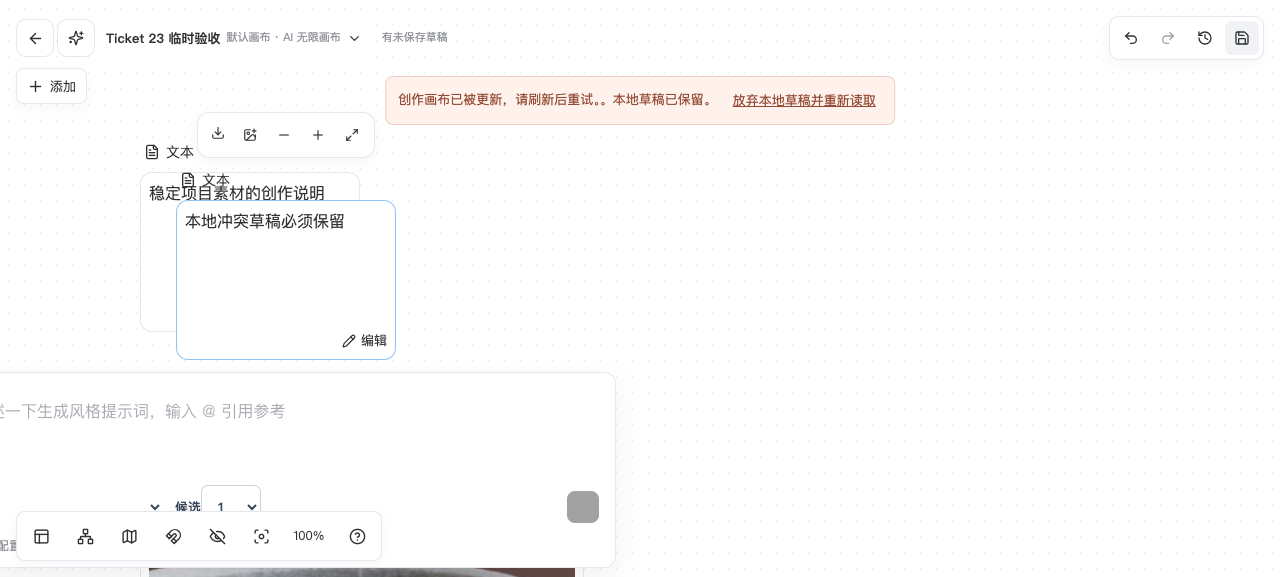 Ticket 23 临时验收 默认画布 · AI 无限画布 有未保存草稿
添加
创作画布已被更新，请刷新后重试。。本地草稿已保留。 放弃本地草稿并重新读取
文本
文本
稳定项目素材的创作说明
本地冲突草稿必须保留
编辑
一下生成风格提示词，输入 @ 引用参考
候选 1
100%